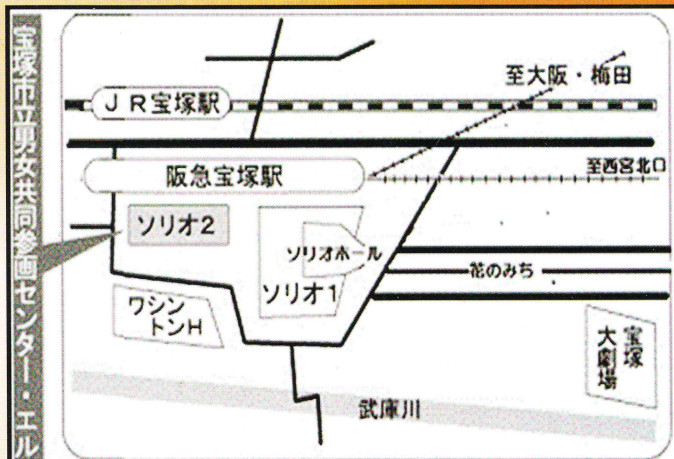 宝塚市立男女共同参画センター・エル
至大阪・梅田
JR宝塚駅
阪急宝塚駅
至西宮北口
ソリオ2
ソリオホール
ソリオ1
花のみち
ワシン
トンH
宝塚
大劇場
武庫川